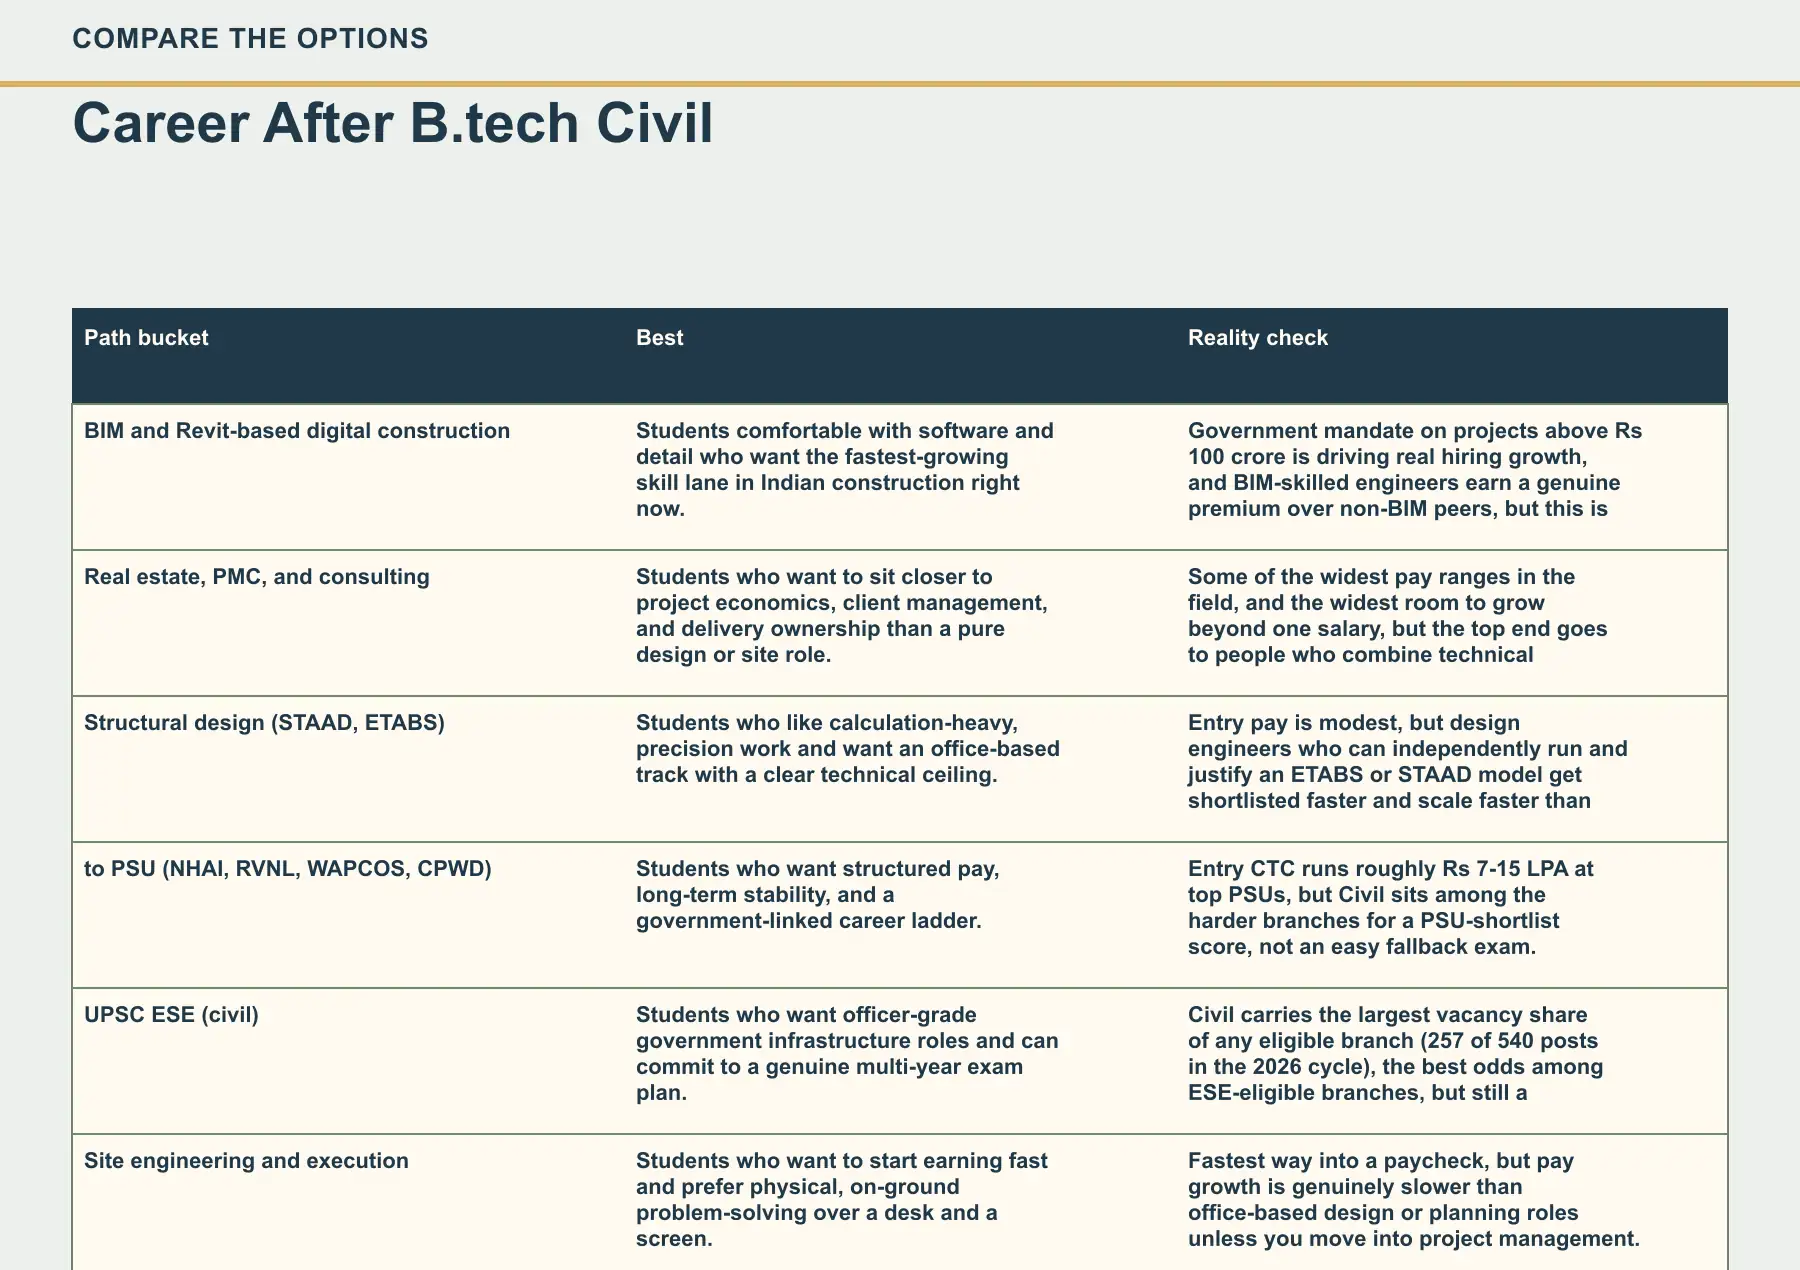 COMPARE THE OPTIONS
Career After B.tech Civil
Path bucket
Best
Reality check
BIM and Revit-based digital construction
Students comfortable with software and
detail who want the fastest-growing
skill lane in Indian construction right
now.
Government mandate on projects above Rs
100 crore is driving real hiring growth,
and BIM-skilled engineers earn a genuine
premium over non-BIM peers, but this is
Real estate, PMC, and consulting
Students who want to sit closer to
project economics, client management,
and delivery ownership than a pure
design or site role.
Some of the widest pay ranges in the
field, and the widest room to grow
beyond one salary, but the top end goes
to people who combine technical
Structural design (STAAD, ETABS)
Students who like calculation-heavy,
precision work and want an office-based
track with a clear technical ceiling.
Entry pay is modest, but design
engineers who can independently run and
justify an ETABS or STAAD model get
shortlisted faster and scale faster than
to PSU (NHAI, RVNL, WAPCOS, CPWD)
Students who want structured pay,
long-term stability, and a
government-linked career ladder.
Entry CTC runs roughly Rs 7-15 LPA at
top PSUs, but Civil sits among the
harder branches for a PSU-shortlist
score, not an easy fallback exam.
UPSC ESE (civil)
Students who want officer-grade
government infrastructure roles and can
commit to a genuine multi-year exam
plan.
Civil carries the largest vacancy share
of any eligible branch (257 of 540 posts
in the 2026 cycle), the best odds among
ESE-eligible branches, but still a
Site engineering and execution
Students who want to start earning fast
and prefer physical, on-ground
problem-solving over a desk and a
screen.
Fastest way into a paycheck, but pay
growth is genuinely slower than
office-based design or planning roles
unless you move into project management.